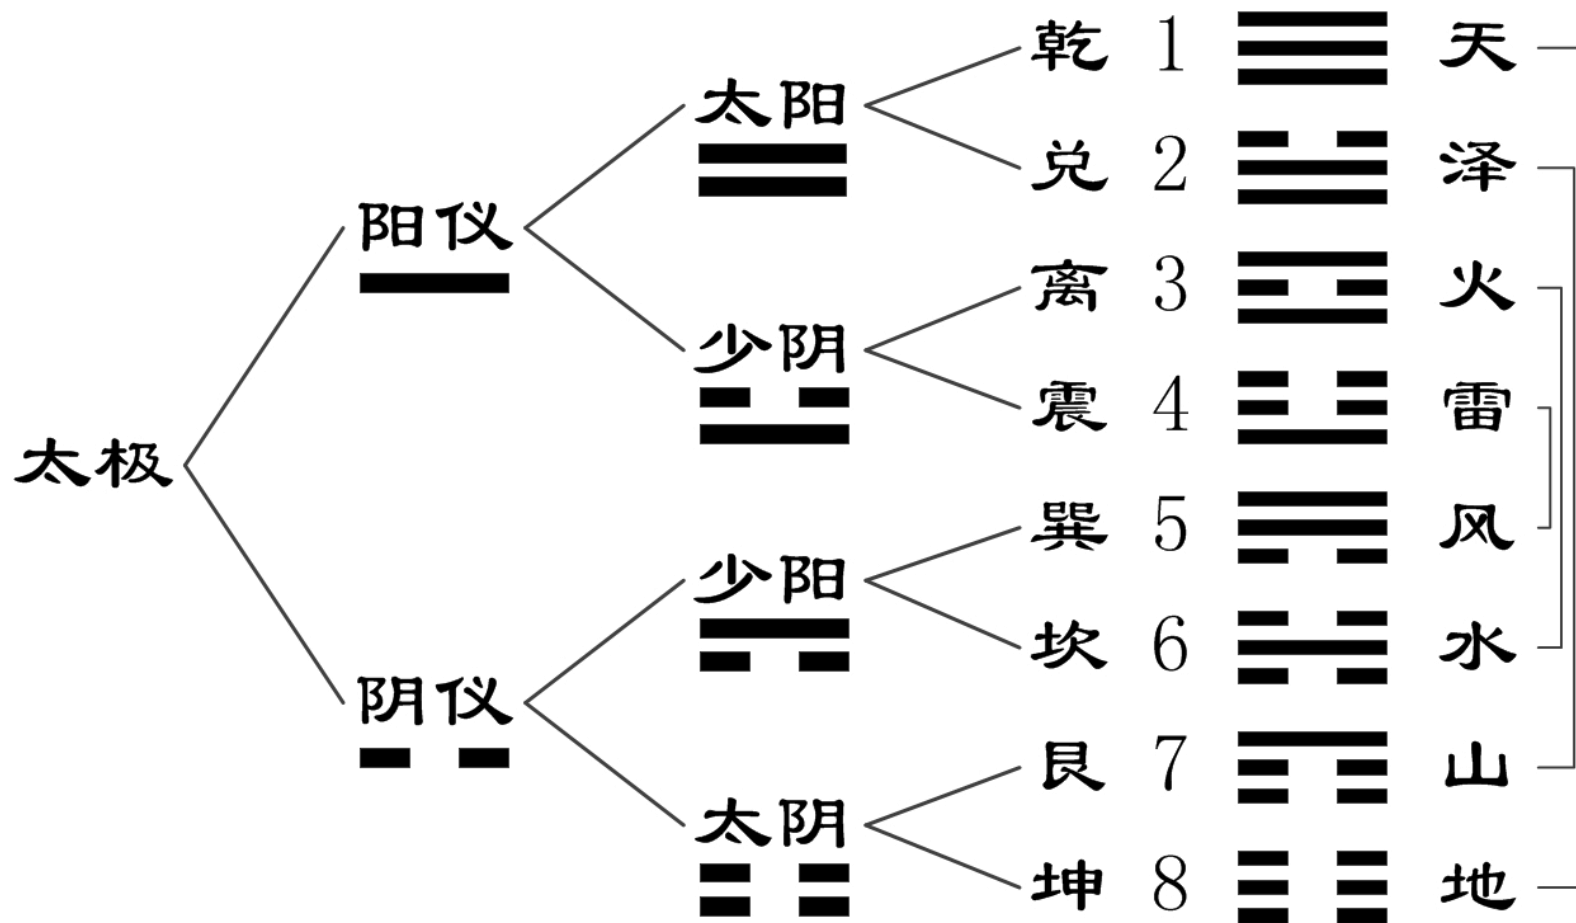 乾 1 天
太阳
兑 2 泽
阳仪
离 3 火
少阴
震 4 雷
太极
巽 5 风
少阳
坎 6 水
阴仪
艮 7 山
太阴
坤 8 地